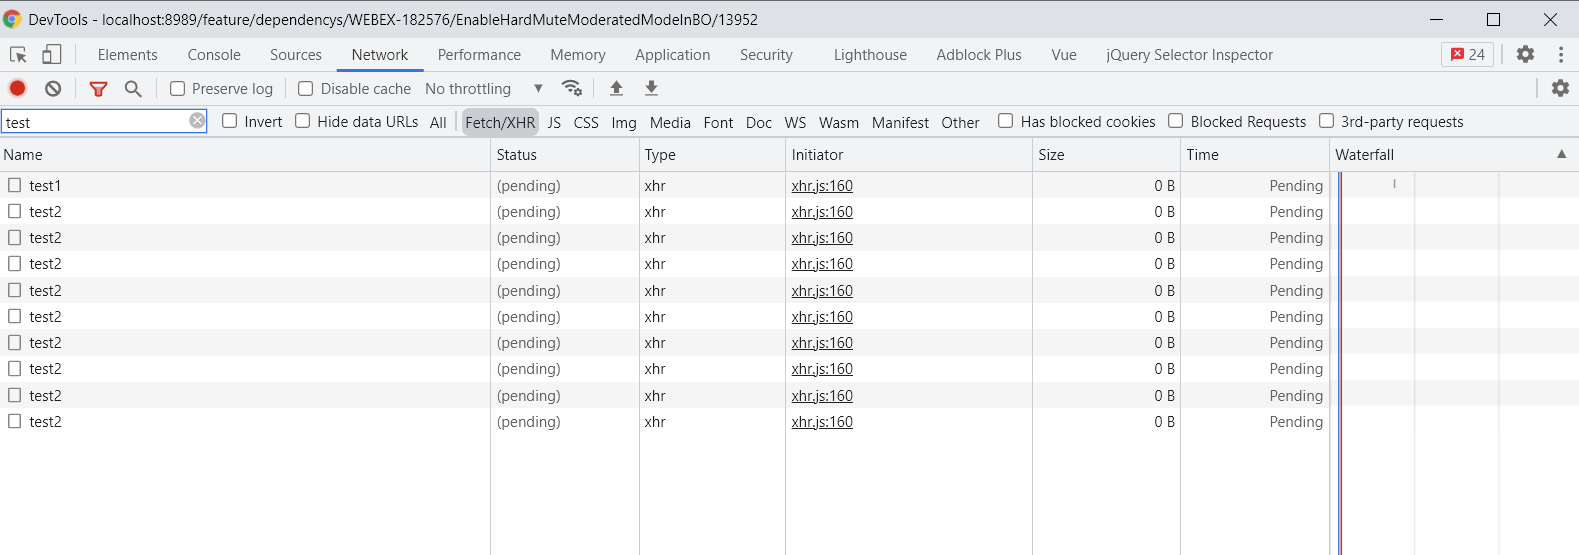 DevTools - localhost:8989/feature/dependencys/WEBEX-182576/EnableHardMuteModeratedModeInBO/13952
Elements Console Sources Network Performance Memory Application Security Lighthouse Adblock Plus Vue jQuery Selector Inspector 24
Preserve log Disable cache No throttling
test Invert Hide data URLs All Fetch/XHR JS CSS Img Media Font Doc WS Wasm Manifest Other Has blocked cookies Blocked Requests 3rd-party requests
Name Status Type Initiator Size Time Waterfall
test1 (pending) xhr xhr.js:160 0 B Pending
test2 (pending) xhr xhr.js:160 0 B Pending
test2 (pending) xhr xhr.js:160 0 B Pending
test2 (pending) xhr xhr.js:160 0 B Pending
test2 (pending) xhr xhr.js:160 0 B Pending
test2 (pending) xhr xhr.js:160 0 B Pending
test2 (pending) xhr xhr.js:160 0 B Pending
test2 (pending) xhr xhr.js:160 0 B Pending
test2 (pending) xhr xhr.js:160 0 B Pending
test2 (pending) xhr xhr.js:160 0 B Pending